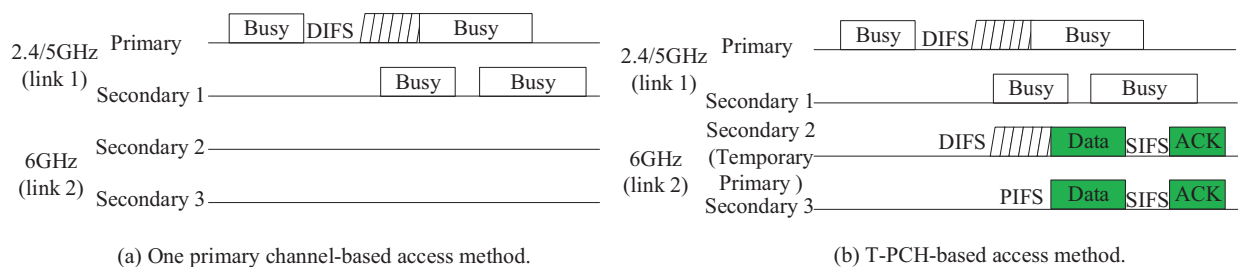 Busy DIFS Busy
Primary
2.4/5GHz
(link 1)
Busy Busy
Secondary 1
Secondary 2
6GHz
(link 2)
Secondary 3
(a) One primary channel-based access method.
Busy DIFS Busy
Primary
2.4/5GHz
(link 1)
Busy Busy
Secondary 1
Secondary 2
(Temporary
Primary )
DIFS Data SIFS ACK
6GHz
(link 2)
PIFS Data SIFS ACK
Secondary 3
(b) T-PCH-based access method.